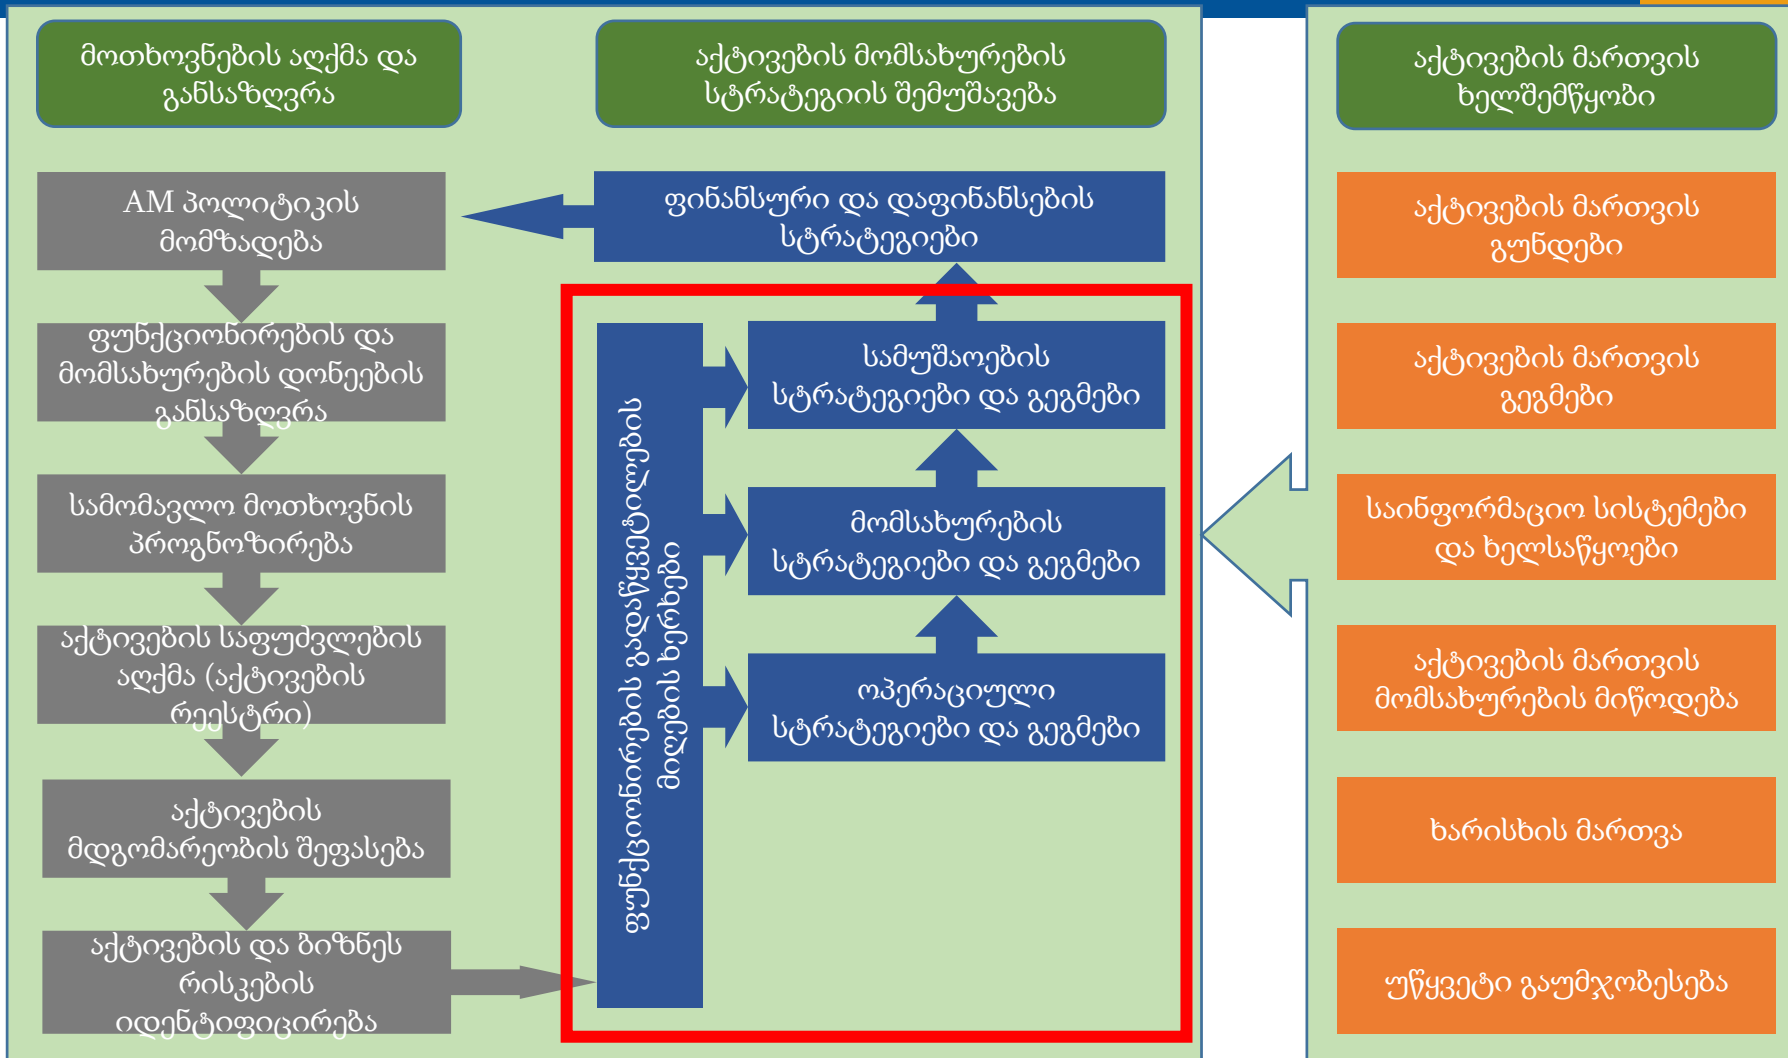 მოთხოვნების აღქმა და
განსაზღვრა
AM პოლიტიკის
მომზადება
ფუნქციონირების და
მომსახურების დონეების
განსაზღვრა
სამომავლო მოთხოვნის
პროგნოზირება
აქტივების საფუძვლების
აღქმა (აქტივების
რეესტრი)
აქტივების
მდგომარეობის შეფასება
აქტივების და ბიზნეს
რისკების
იდენტიფიცირება
აქტივების მომსახურების
სტრატეგიის შემუშავება
ფინანსური და დაფინანსების
სტრატეგიები
ფუნქციონირების გადაწყვეტილების
მიღების ხერხები
სამუშაოების
სტრატეგიები და გეგმები
მომსახურების
სტრატეგიები და გეგმები
ოპერაციული
სტრატეგიები და გეგმები
აქტივების მართვის
ხელშემწყობი
აქტივების მართვის
გუნდები
აქტივების მართვის
გეგმები
საინფორმაციო სისტემები
და ხელსაწყოები
აქტივების მართვის
მომსახურების მიწოდება
ხარისხის მართვა
უწყვეტი გაუმჯობესება